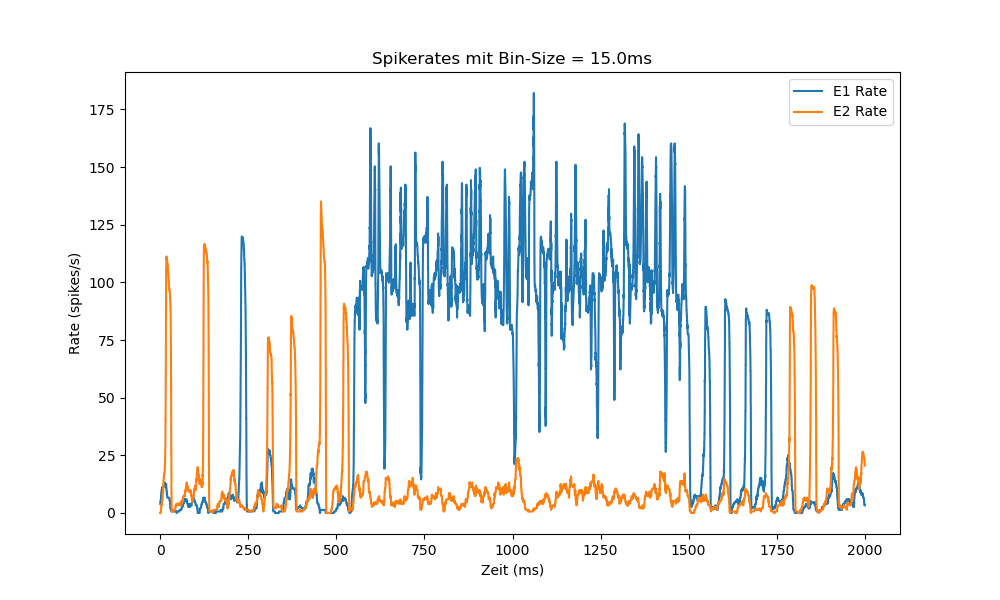 Spikerates mit Bin-Size = 15.0ms
E1 Rate
E2 Rate
175
150
125
100
75
50
25
0
Rate (spikes/s)
0 250 500 750 1000 1250 1500 1750 2000
Zeit (ms)